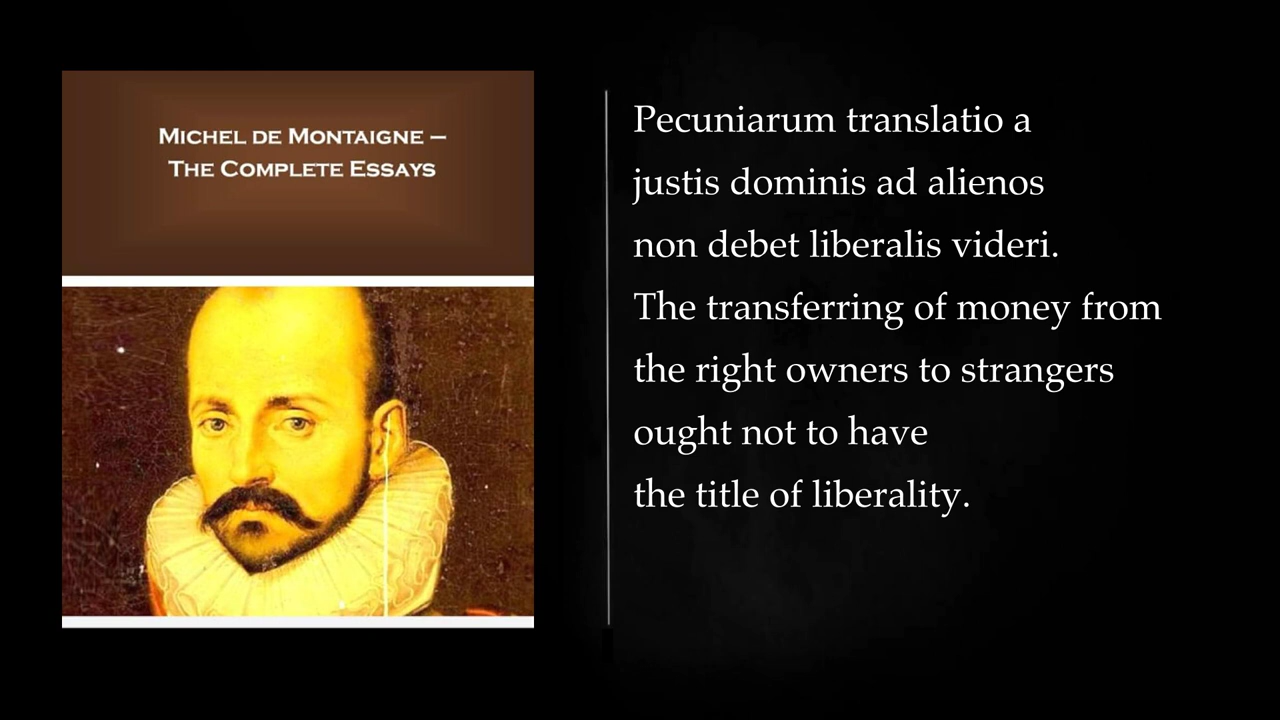 MICHEL DE MONTAIGNE –
THE COMPLETE ESSAYS
Pecuniarum translatio a
justis dominis ad alienos
non debet liberalis videri.
The transferring of money from
the right owners to strangers
ought not to have
the title of liberality.